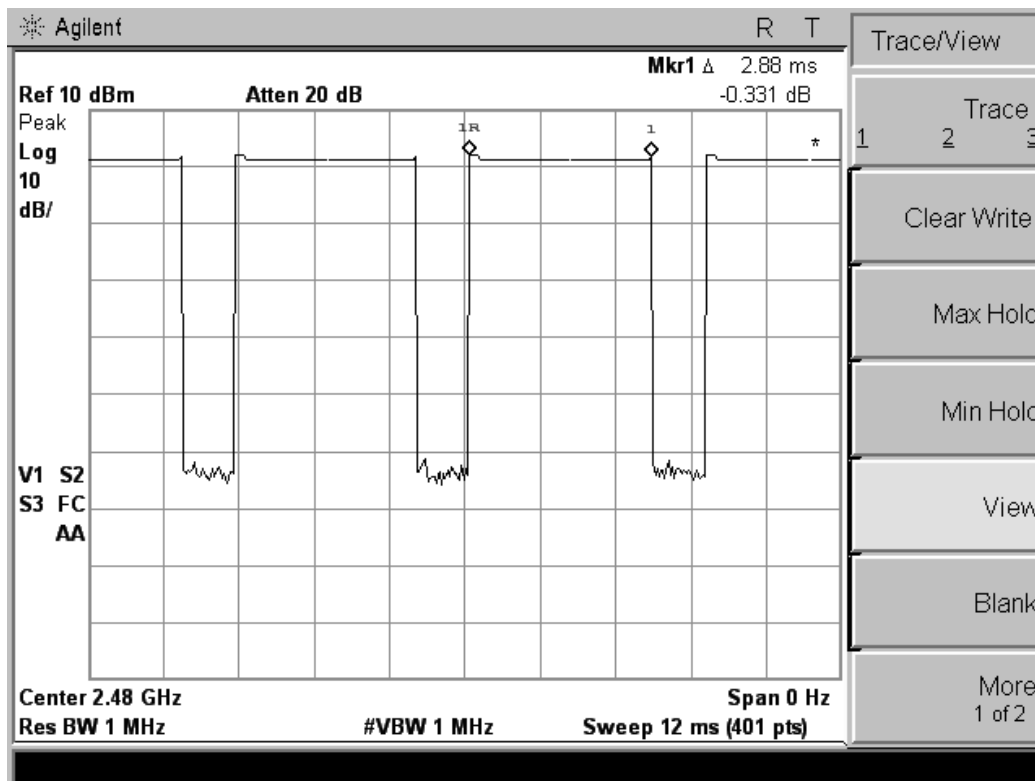 Agilent R T
Mkr1 Δ 2.88 ms
Ref 10 dBm Atten 20 dB -0.331 dB
Peak
Log
10
dB/
1R
1
*
V1 S2
S3 FC
AA
Center 2.48 GHz Span 0 Hz
Res BW 1 MHz #VBW 1 MHz Sweep 12 ms (401 pts)
Trace/View
Trace
1 2 3
Clear Write
Max Hold
Min Hold
View
Blank
More
1 of 2